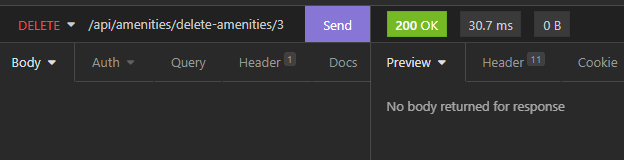 DELETE /api/amenities/delete-amenities/3 Send 200 OK 30.7 ms 0 B
Body Auth Query Header 1 Docs Preview Header 11 Cookie
No body returned for response